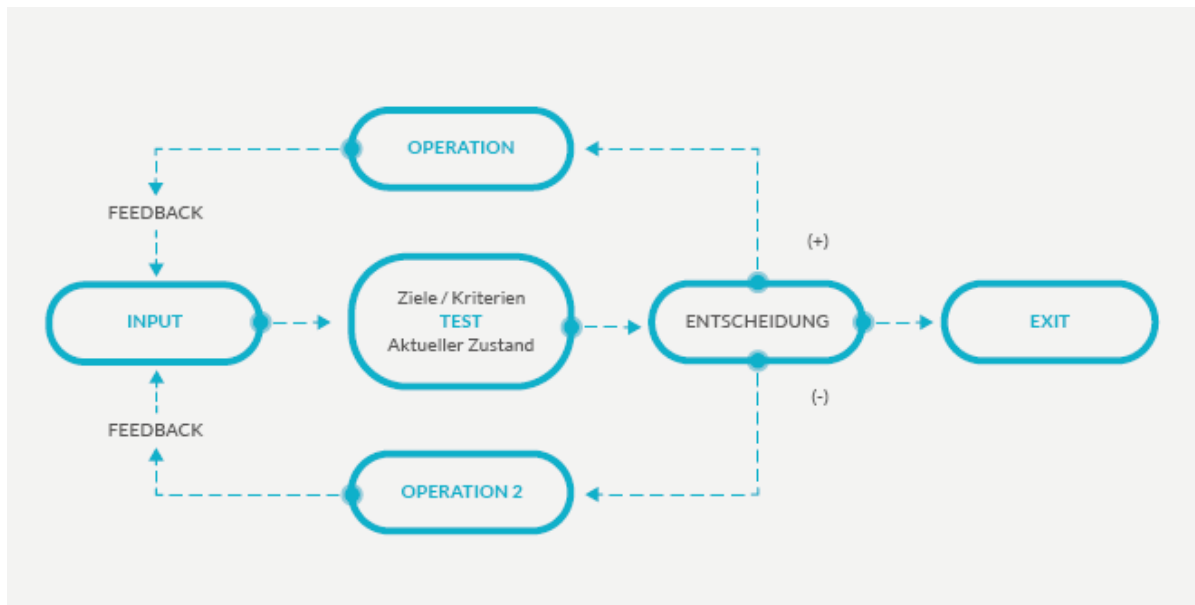 OPERATION
(+)
FEEDBACK
INPUT
Ziele / Kriterien
TEST
Aktueller Zustand
ENTSCHEIDUNG
EXIT
(-)
FEEDBACK
OPERATION 2